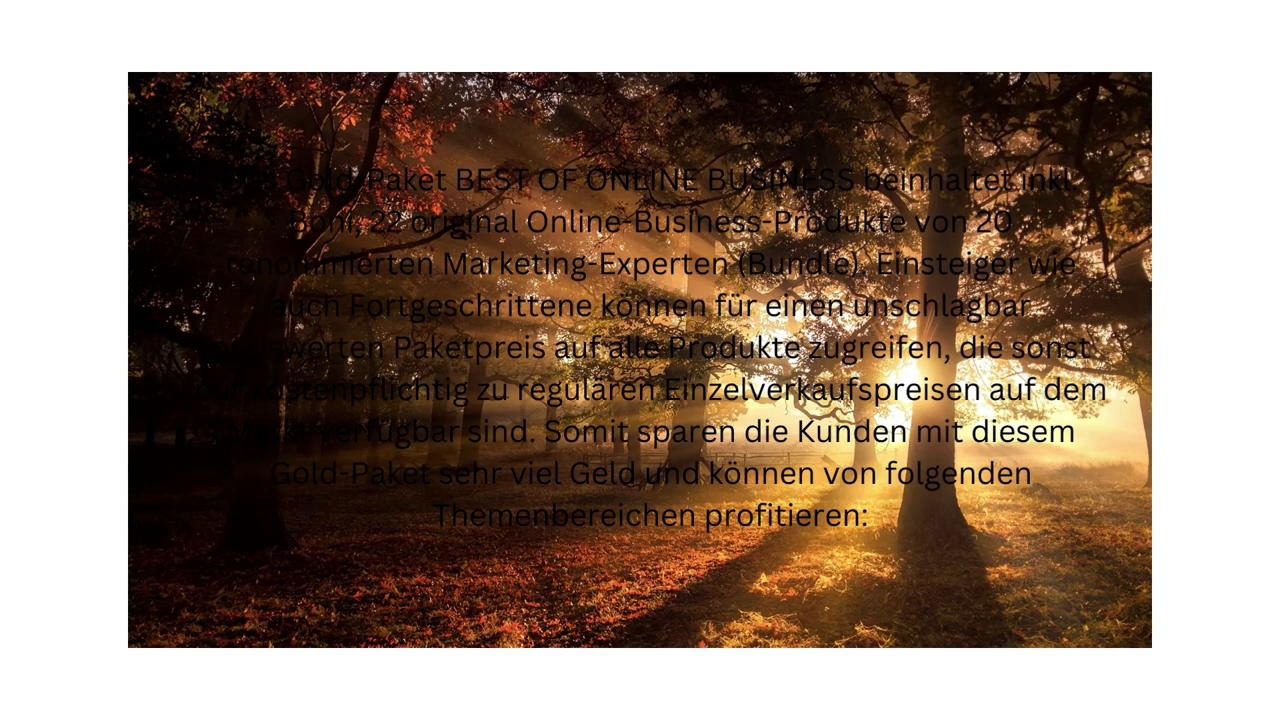 Gold-Paket BEST OF ONLINE BUSINESS beinhaltet inkl.
Boni, 22 original Online-Business-Produkte von 20
renommierten Marketing-Experten (Bundle). Einsteiger wie
auch Fortgeschrittene können für einen unschlagbar
Paketpreis auf alle Produkte zugreifen, die sonst
nur kostenpflichtig zu regulären Einzelverkaufspreisen auf dem
verfügbar sind. Somit sparen die Kunden mit diesem
Gold-Paket sehr viel Geld und können von folgenden
Themenbereichen profitieren: